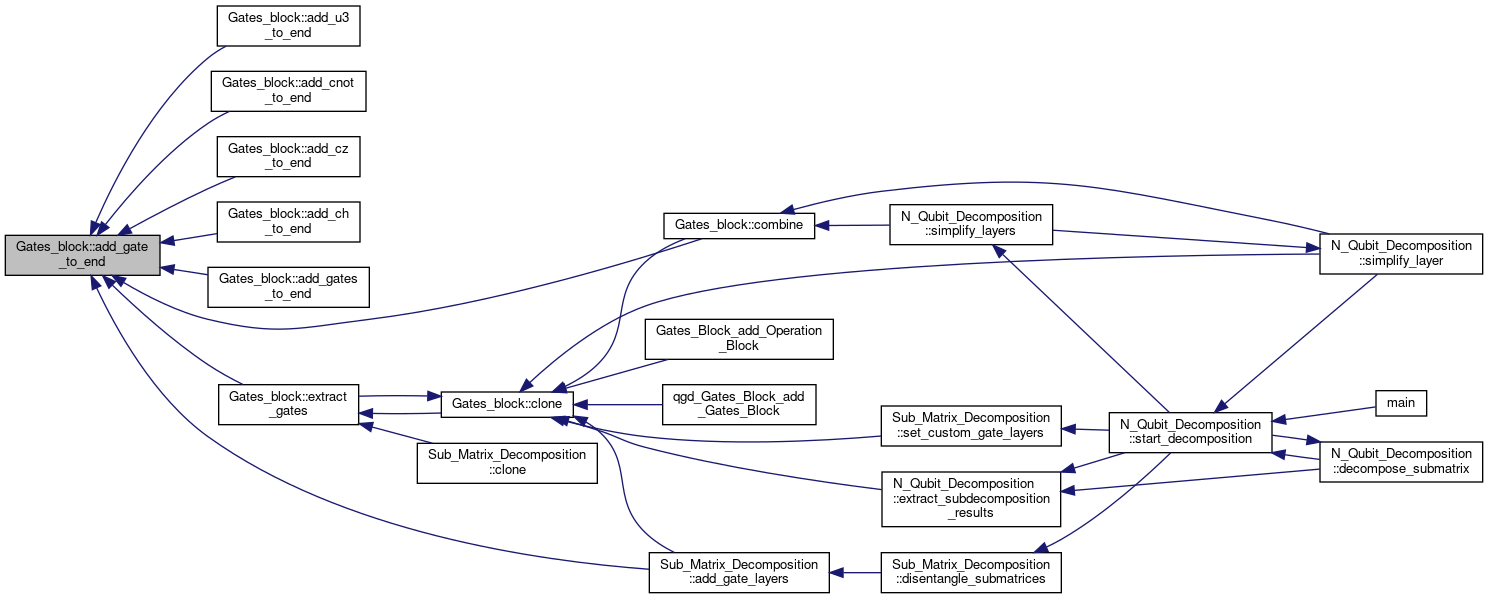 Gates_block::add_u3
_to_end
Gates_block::add_cnot
_to_end
Gates_block::add_cz
_to_end
Gates_block::add_ch
_to_end
Gates_block::add_gate
_to_end
Gates_block::add_gates
_to_end
Gates_block::combine
N_Qubit_Decomposition
::simplify_layers
N_Qubit_Decomposition
::simplify_layer
Gates_Block_add_Operation
_Block
Gates_block::extract
_gates
Gates_block::clone
qgd_Gates_Block_add
_Gates_Block
Sub_Matrix_Decomposition
::clone
Sub_Matrix_Decomposition
::set_custom_gate_layers
N_Qubit_Decomposition
::start_decomposition
main
N_Qubit_Decomposition
::decompose_submatrix
N_Qubit_Decomposition
::extract_subdecomposition
_results
Sub_Matrix_Decomposition
::add_gate_layers
Sub_Matrix_Decomposition
::disentangle_submatrices